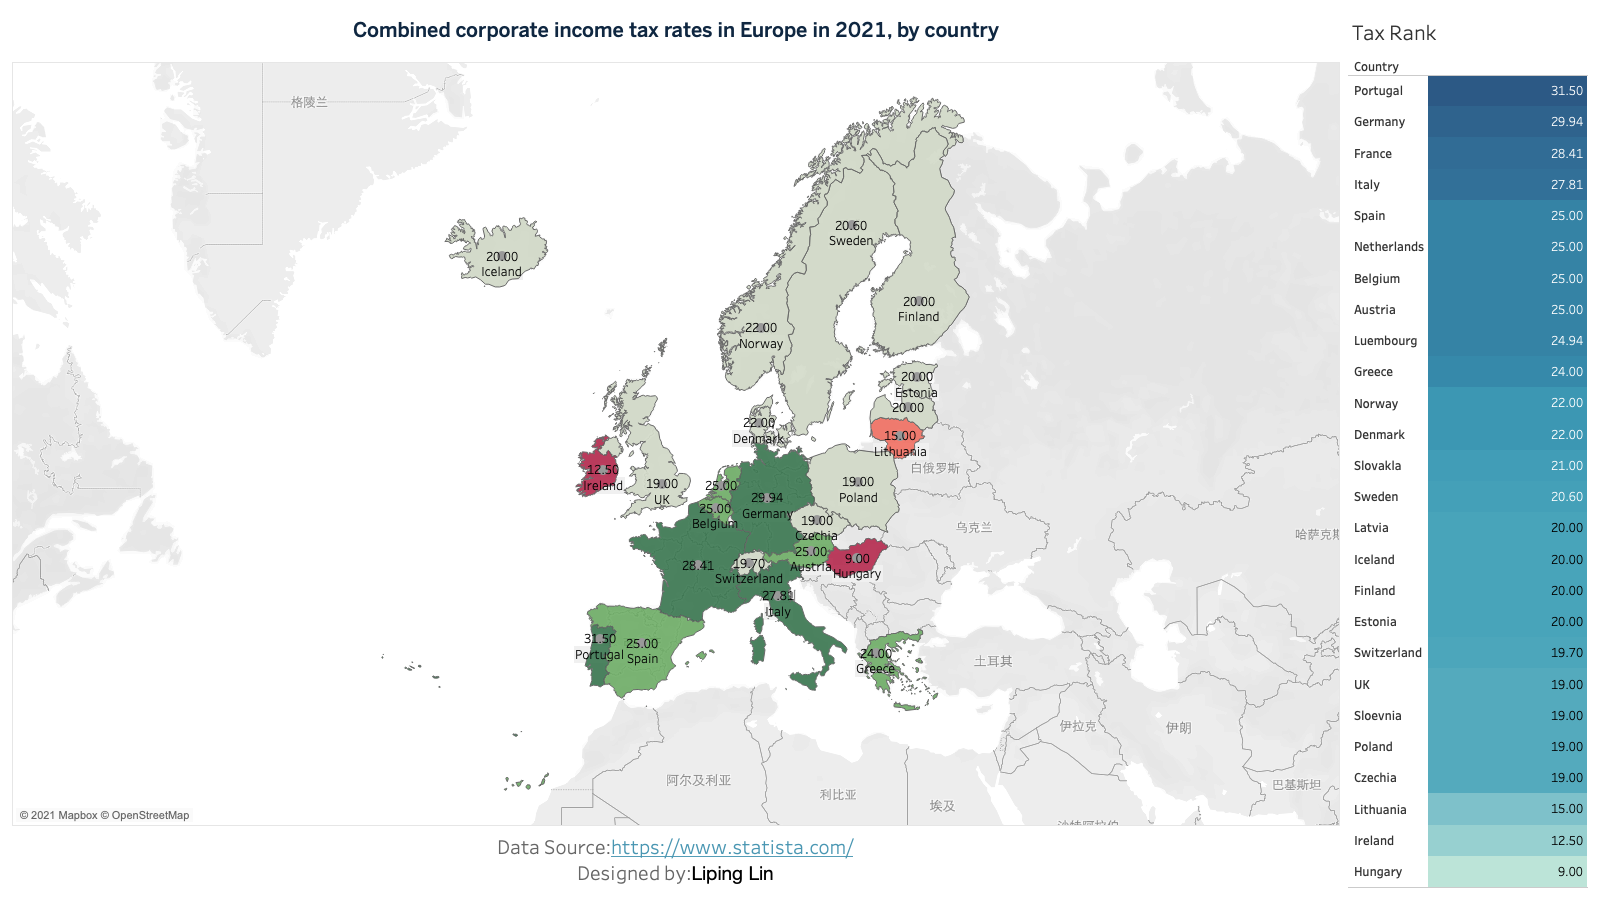 Combined corporate income tax rates in Europe in 2021, by country
格陵兰
20.00
Iceland
20.60
Sweden
20.00
Finland
22.00
Norway
20.00
Estonia
20.00
22.00
Denmark
15.00
Lithuania
白俄罗斯
12.50
Ireland
19.00
UK
25.00
29.94
Germany
19.00
Poland
25.00
Belgium
19.00
Czechia
乌克兰
哈萨克斯
28.41
19.70
Switzerland
25.00
Austria
9.00
Hungary
27.81
Italy
31.50
Portugal
25.00
Spain
24.00
Greece
土耳其
伊拉克
伊朗
阿尔及利亚
利比亚
埃及
巴基斯坦
沙特阿拉伯
© 2021 Mapbox © OpenStreetMap
Data Source:https://www.statista.com/
Designed by:Liping Lin
Tax Rank
Country
Portugal 31.50
Germany 29.94
France 28.41
Italy 27.81
Spain 25.00
Netherlands 25.00
Belgium 25.00
Austria 25.00
Luembourg 24.94
Greece 24.00
Norway 22.00
Denmark 22.00
Slovakla 21.00
Sweden 20.60
Latvia 20.00
Iceland 20.00
Finland 20.00
Estonia 20.00
Switzerland 19.70
UK 19.00
Sloevnia 19.00
Poland 19.00
Czechia 19.00
Lithuania 15.00
Ireland 12.50
Hungary 9.00